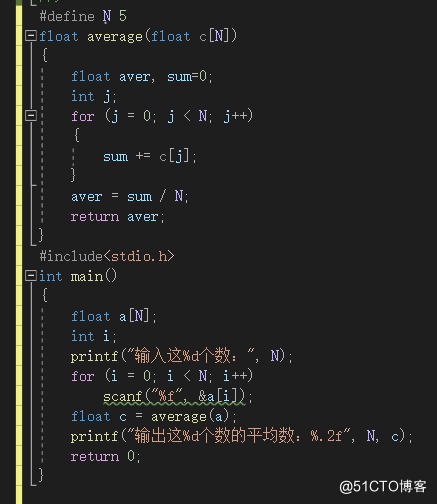 #define N 5
float average(float c[N])
{
float aver, sum=0;
int j;
for (j = 0; j < N; j++)
{
sum += c[j];
}
aver = sum / N;
return aver;
}
#include<stdio.h>
int main()
{
float a[N];
int i;
printf("输入这%d个数: ", N);
for (i = 0; i < N; i++)
scanf("%f", &a[i]);
float c = average(a);
printf("输出这%d个数的平均数: %.2f", N, c);
return 0;
}
@51CTO博客